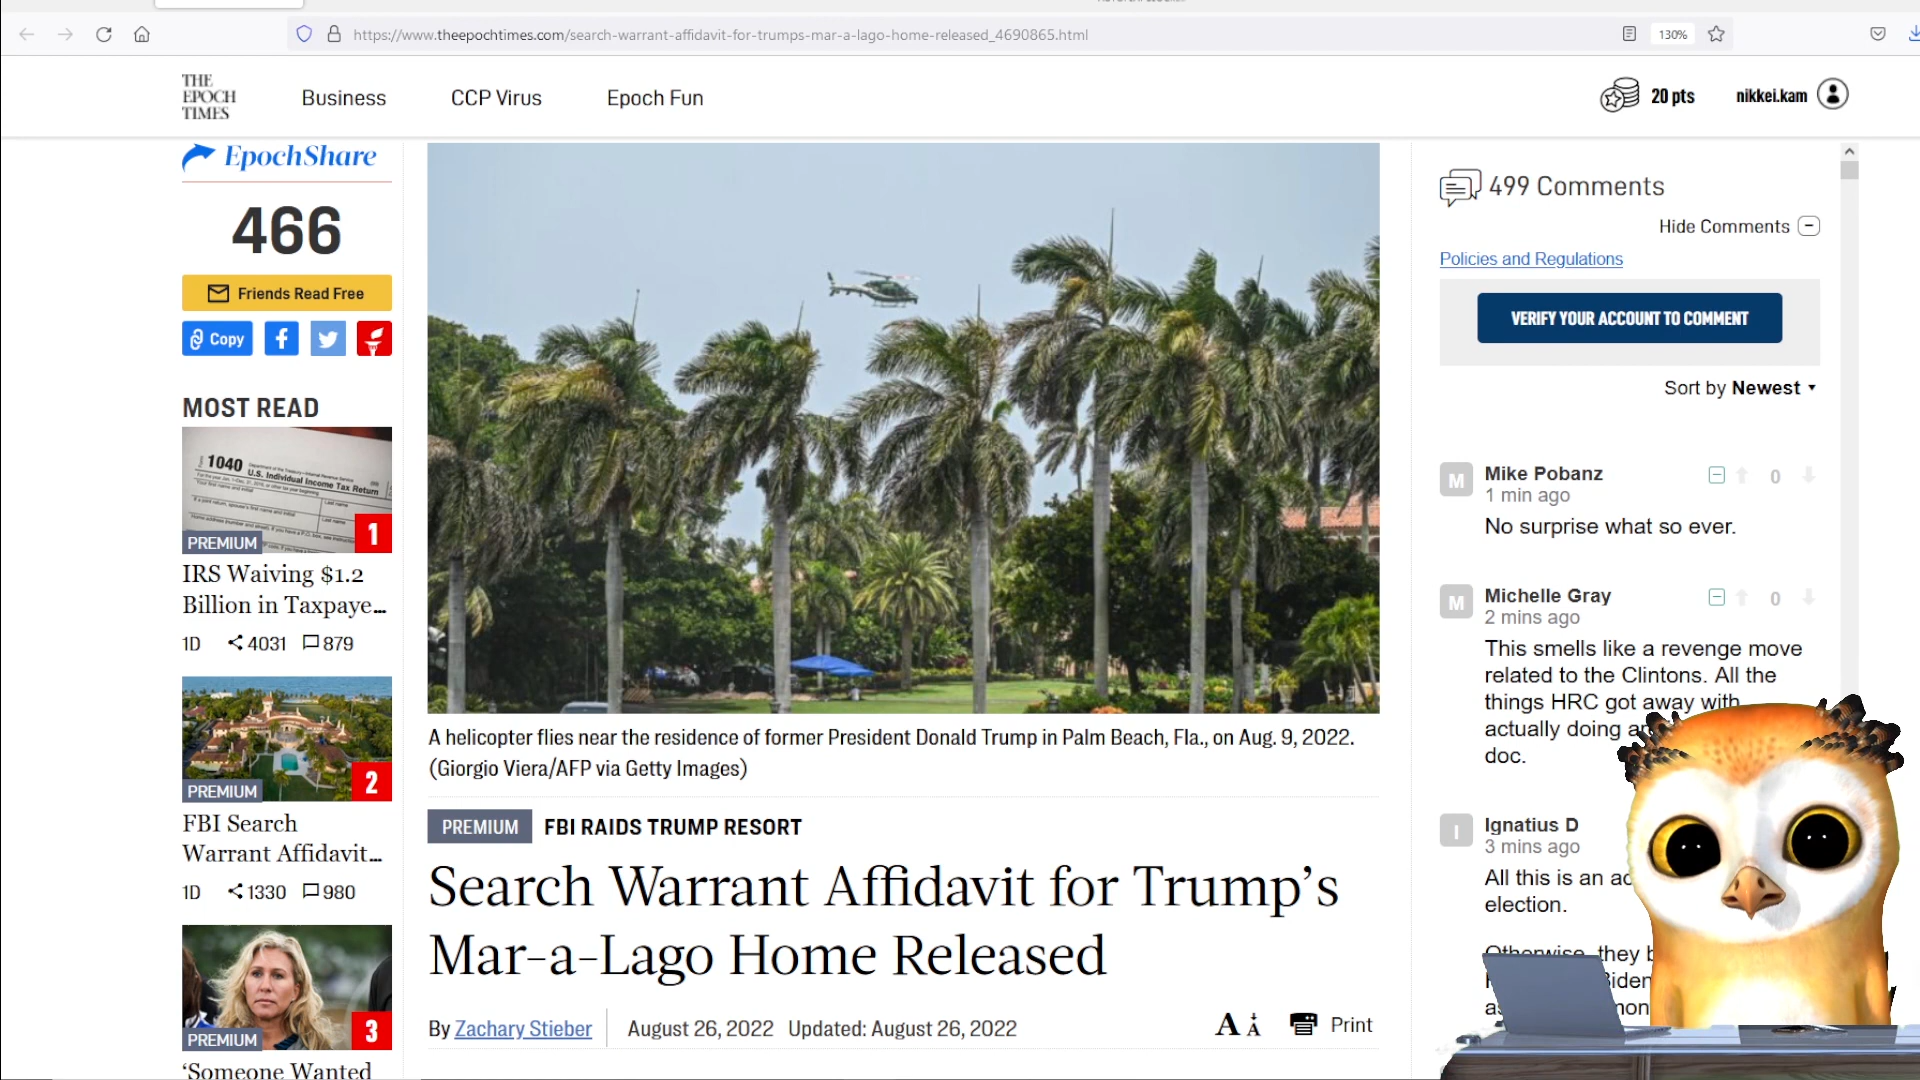 https://www.theepochtimes.com/search-warrant-affidavit-for-trumps-mar-a-lago-home-released_4690865.html
130%
THE
EPOCH
TIMES
Business
CCP Virus
Epoch Fun
20 pts
nikkei.kam
EpochShare
466
Friends Read Free
Copy
MOST READ
1040
U.S. Individual Income Tax Return
PREMIUM
1
IRS Waiving $1.2
Billion in Taxpaye...
1D
4031
879
PREMIUM
2
FBI Search
Warrant Affidavit...
1D
1330
980
PREMIUM
3
‘Someone Wanted
A helicopter flies near the residence of former President Donald Trump in Palm Beach, Fla., on Aug. 9, 2022.
(Giorgio Viera/AFP via Getty Images)
PREMIUM
FBI RAIDS TRUMP RESORT
Search Warrant Affidavit for Trump’s
Mar-a-Lago Home Released
By Zachary Stieber
August 26, 2022
Updated: August 26, 2022
A A
Print
499 Comments
Hide Comments
Policies and Regulations
VERIFY YOUR ACCOUNT TO COMMENT
Sort by Newest
M
Mike Pobanz
0
1 min ago
No surprise what so ever.
M
Michelle Gray
0
2 mins ago
This smells like a revenge move
related to the Clintons. All the
things HRC got away with
actually doing
doc.
I
Ignatius D
3 mins ago
All this is an
election.
Otherwise, they